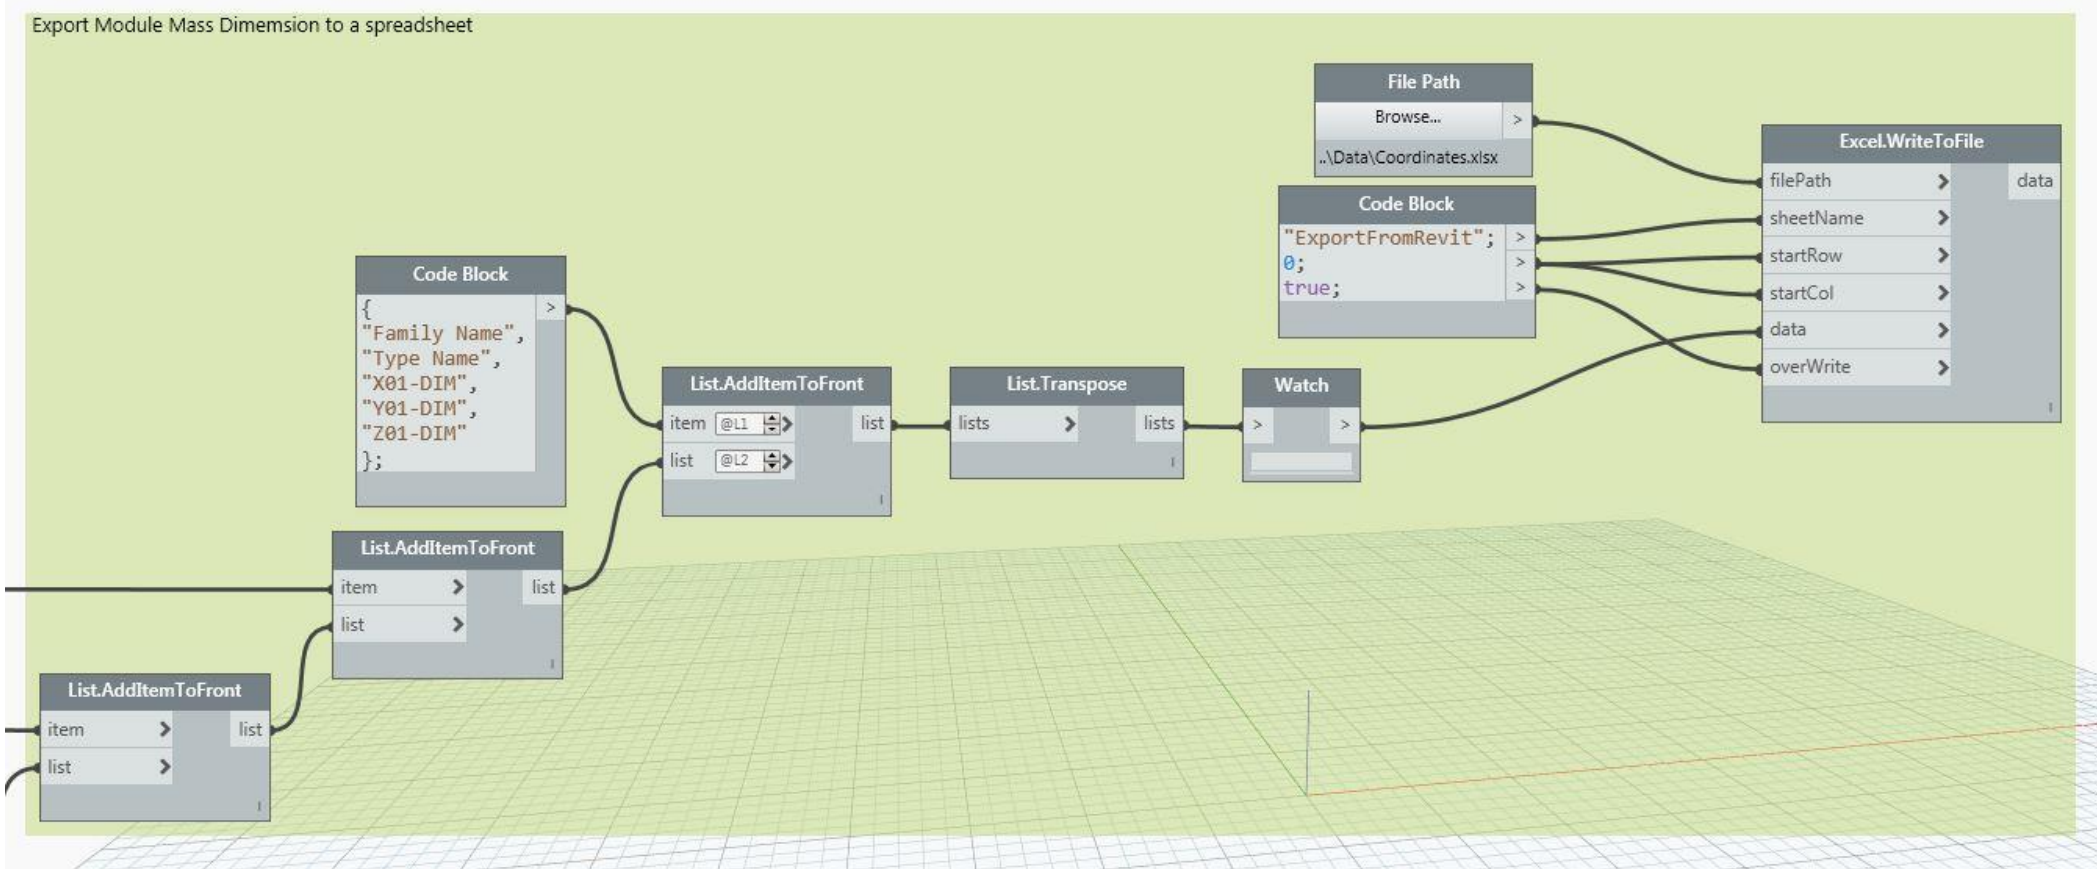 Export Module Mass Dimemsion to a spreadsheet
File Path
Browse...
>
..\Data\Coordinates.xlsx
Code Block
"ExportFromRevit"; >
0; >
true; >
Excel.WriteToFile
filePath > data
sheetName >
startRow >
startCol >
data >
overWrite >
Code Block
{ >
"Family Name",
"Type Name",
"X01-DIM",
"Y01-DIM",
"Z01-DIM"
};
List.AddItemToFront
item @L1 > list
list @L2 >
List.Transpose
lists > lists
Watch
> >
List.AddItemToFront
item > list
list >
List.AddItemToFront
item > list
list >